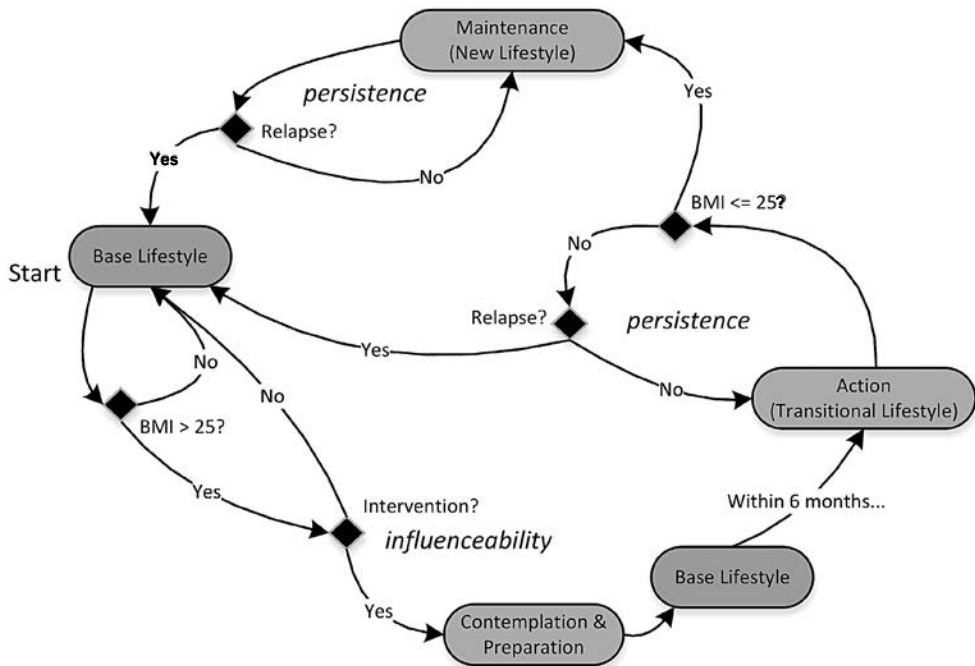 Maintenance
(New Lifestyle)
persistence
Yes
Relapse?
Yes
No
BMI <= 25?
Base Lifestyle
No
Start
Relapse?
persistence
Yes
No
No
No
Action
(Transitional Lifestyle)
BMI > 25?
Yes
Intervention?
Within 6 months...
influenceability
Base Lifestyle
Yes
Contemplation &
Preparation